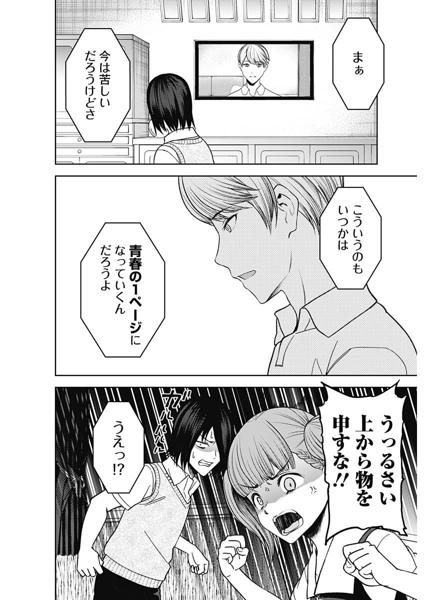 まぁ
今は苦しい
だろうけどさ
こういうのも
いつかは
青春の1ページに
なっていくん
だろうよ
うっるさい
上から物を
申すな!!
うえっ!?